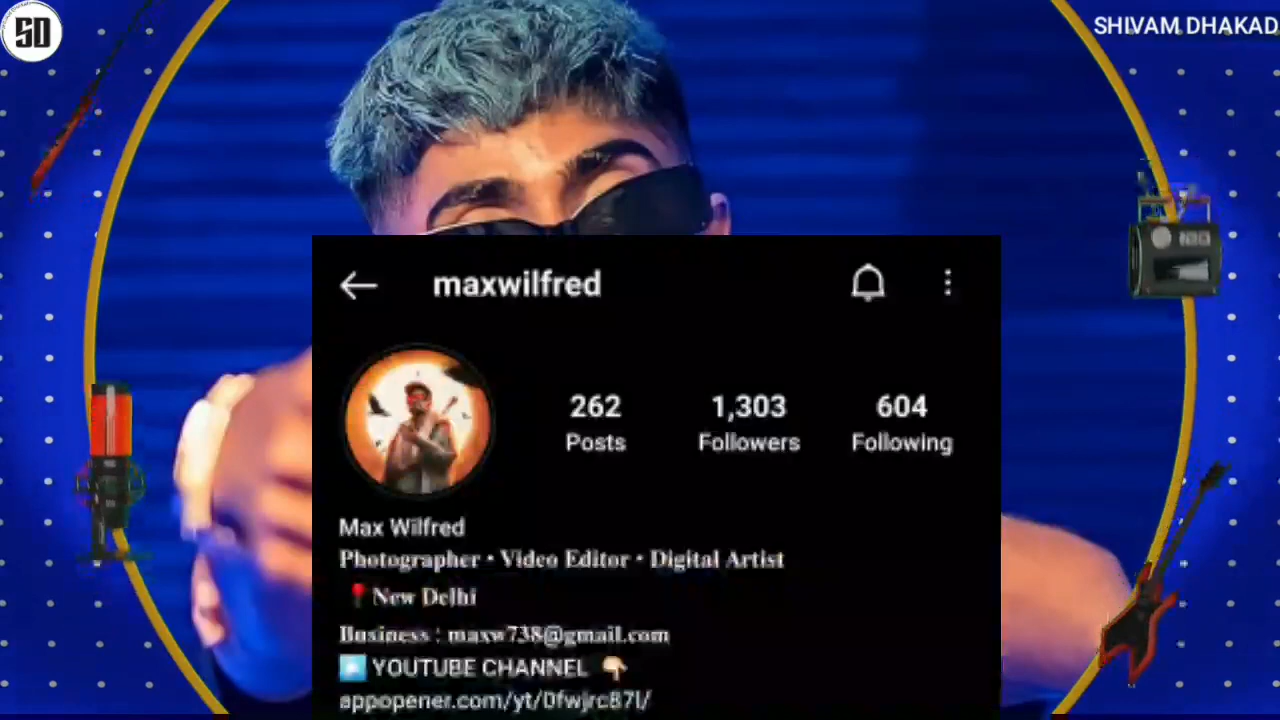 SD
SHIVAM DHAKAD
maxwilfred
262
1,303
604
Posts
Followers
Following
Max Wilfred
Photographer • Video Editor • Digital Artist
📍New Delhi
Business : maxw738@gmail.com
▶️ YOUTUBE CHANNEL 👇🏻
appopener.com/yt/0fwjrc87l/